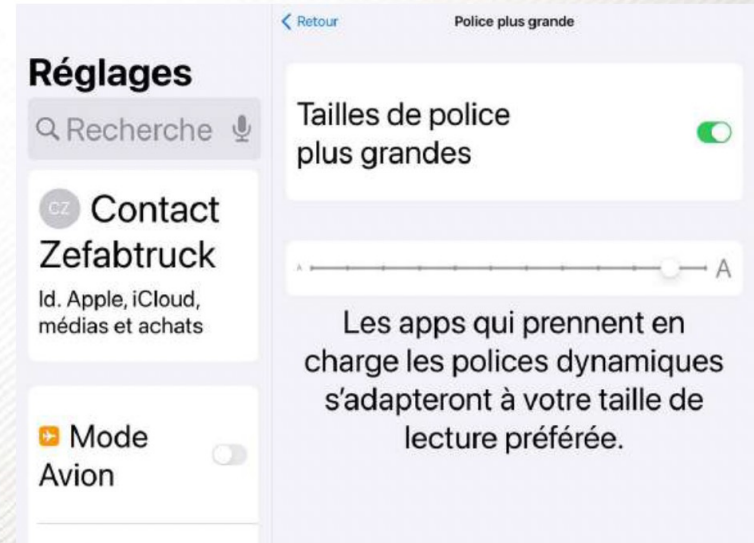 Réglages
Recherche
CZ Contact
Zefabtruck
Id. Apple, iCloud,
médias et achats
Mode
Avion
Retour
Police plus grande
Tailles de police
plus grandes
A A
Les apps qui prennent en
charge les polices dynamiques
s’adapteront à votre taille de
lecture préférée.